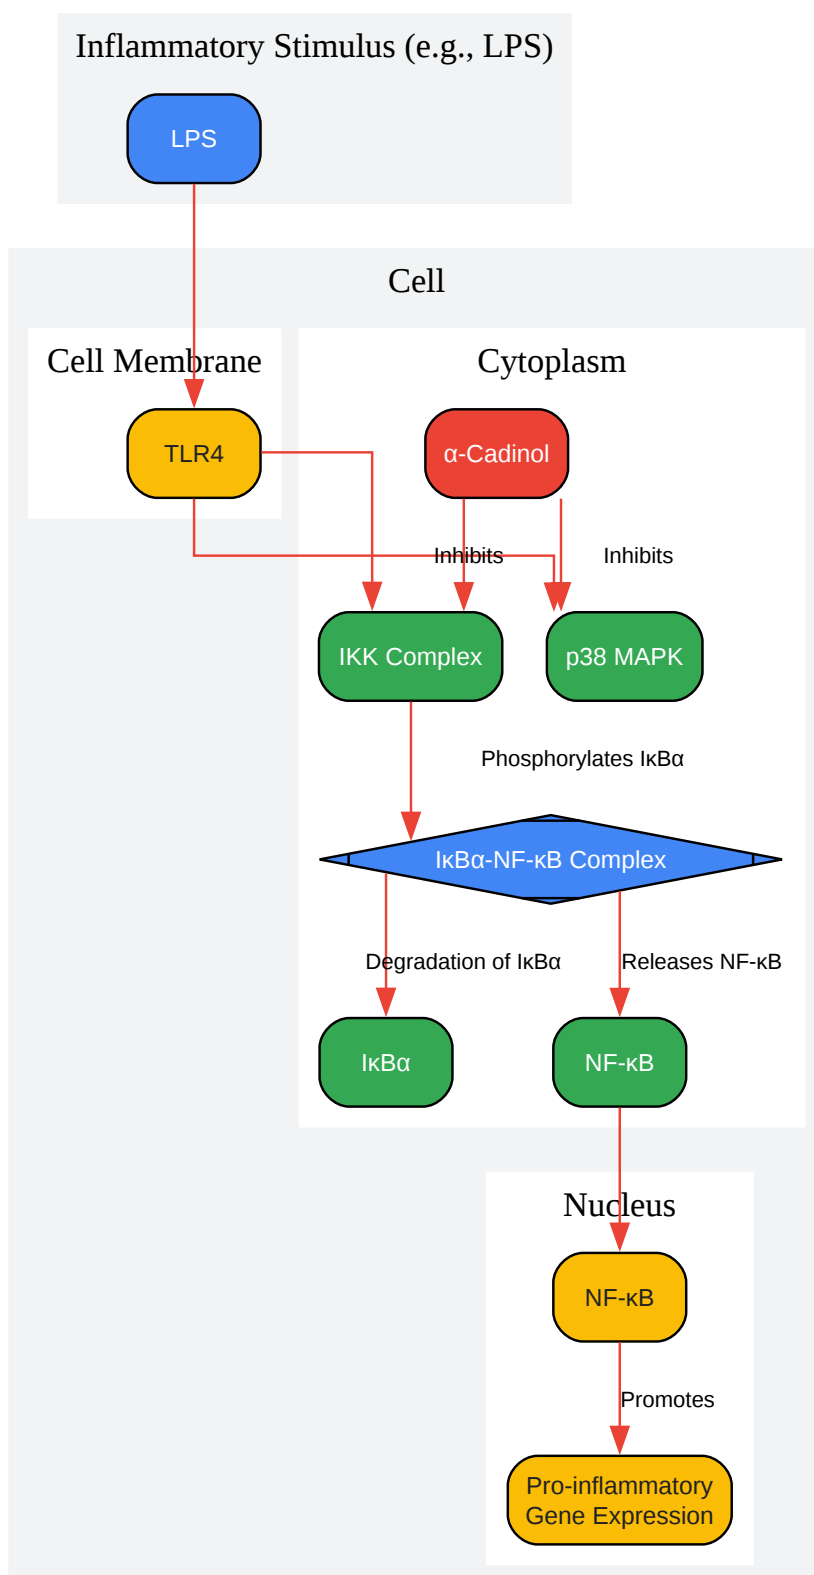 Inflammatory Stimulus (e.g., LPS)
LPS
Cell
Cell Membrane
Cytoplasm
TLR4
α-Cadinol
Inhibits
Inhibits
IKK Complex
p38 MAPK
Phosphorylates IκBα
IκBα-NF-κB Complex
Degradation of IκBα
Releases NF-κB
IκBα
NF-κB
Nucleus
NF-κB
Promotes
Pro-inflammatory
Gene Expression